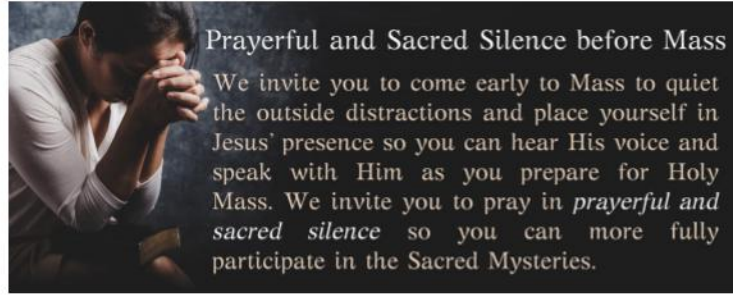 Prayerful and Sacred Silence before Mass
We invite you to come early to Mass to quiet
the outside distractions and place yourself in
Jesus' presence so you can hear His voice and
speak with Him as you prepare for Holy
Mass. We invite you to pray in prayerful and
sacred silence so you can more fully
participate in the Sacred Mysteries.